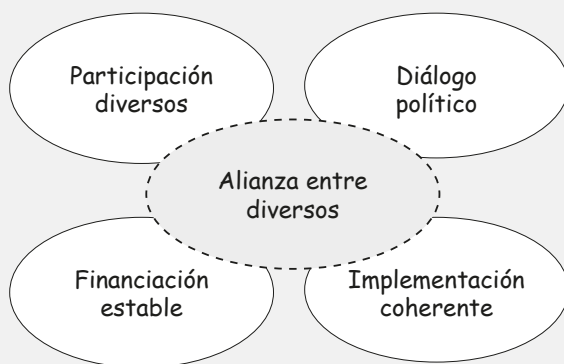 Participación
diversos
Diálogo
político
Alianza entre
diversos
Financiación
estable
Implementación
coherente